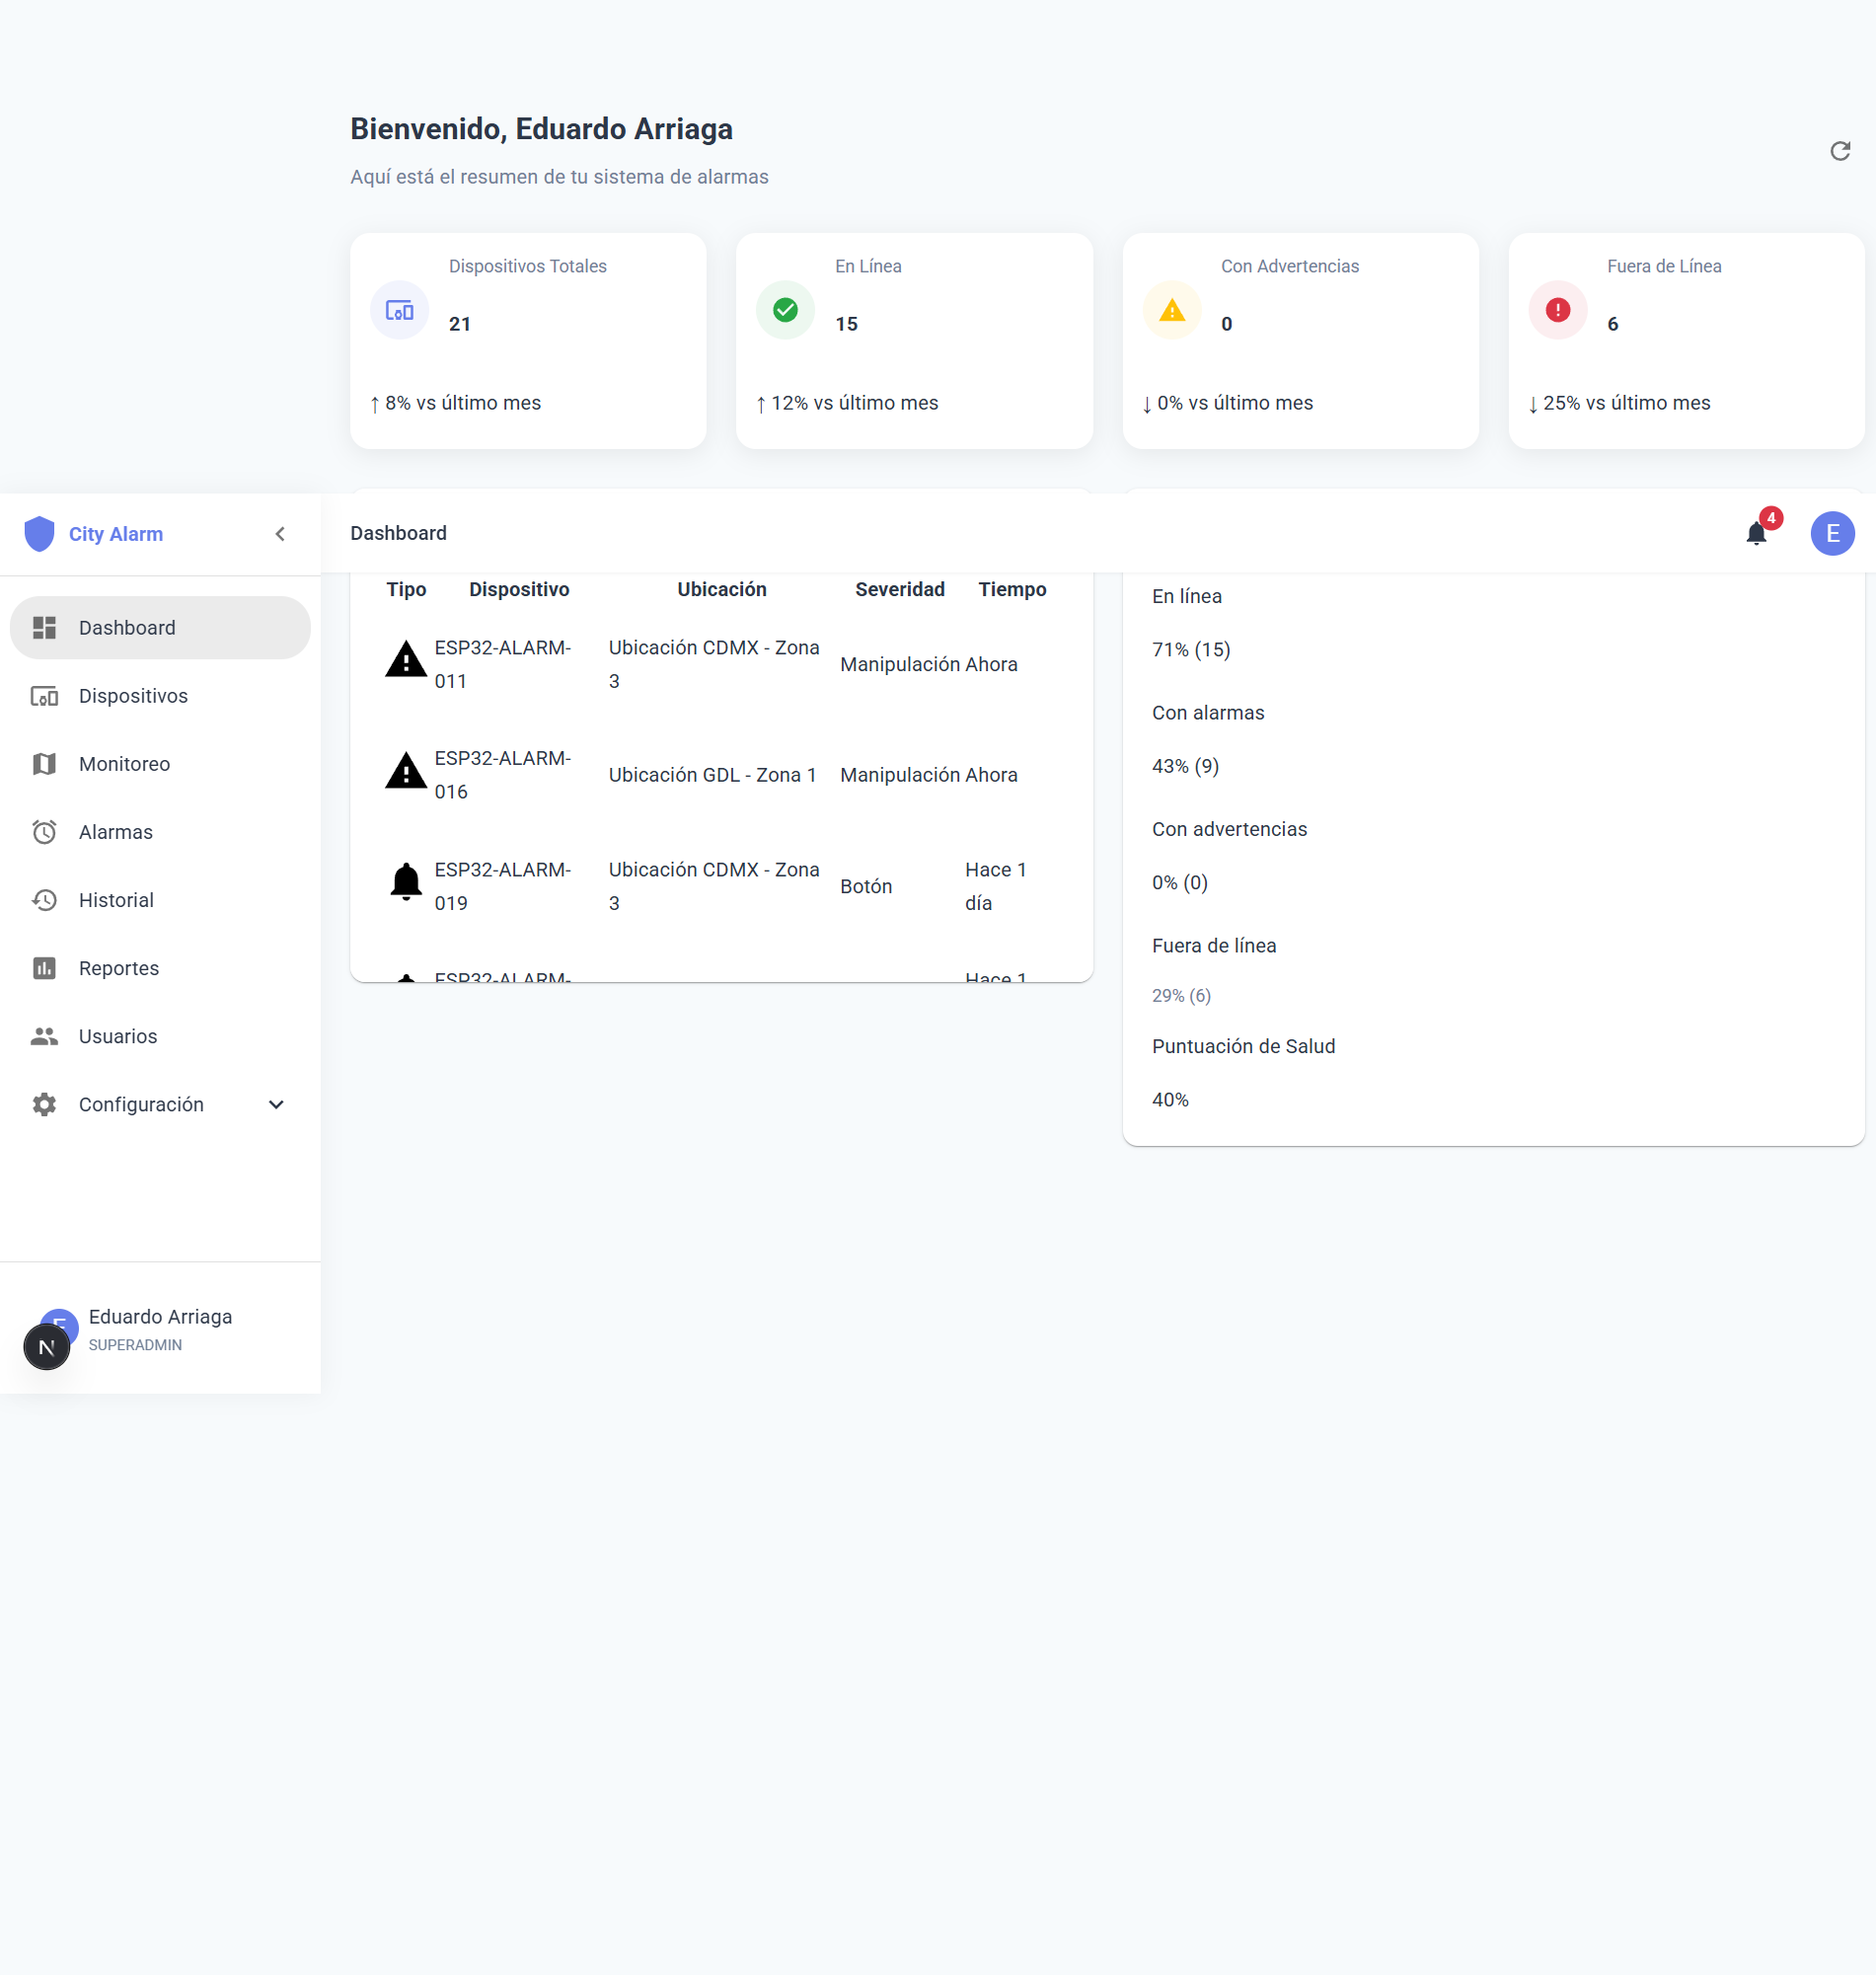 Bienvenido, Eduardo Arriaga
Aquí está el resumen de tu sistema de alarmas
Dispositivos Totales
21
↑ 8% vs último mes
En Línea
15
↑ 12% vs último mes
Con Advertencias
0
↓ 0% vs último mes
Fuera de Línea
6
↓ 25% vs último mes
City Alarm
Dashboard
Dispositivos
Monitoreo
Alarmas
Historial
Reportes
Usuarios
Configuración
E
N
Eduardo Arriaga
SUPERADMIN
Dashboard
4
E
Tipo Dispositivo Ubicación Severidad Tiempo
ESP32-ALARM-
011
Ubicación CDMX - Zona
3
Manipulación
Ahora
ESP32-ALARM-
016
Ubicación GDL - Zona 1
Manipulación
Ahora
ESP32-ALARM-
019
Ubicación CDMX - Zona
3
Botón
Hace 1
día
ESP32-ALARM-
Hace 1
En línea
71% (15)
Con alarmas
43% (9)
Con advertencias
0% (0)
Fuera de línea
29% (6)
Puntuación de Salud
40%